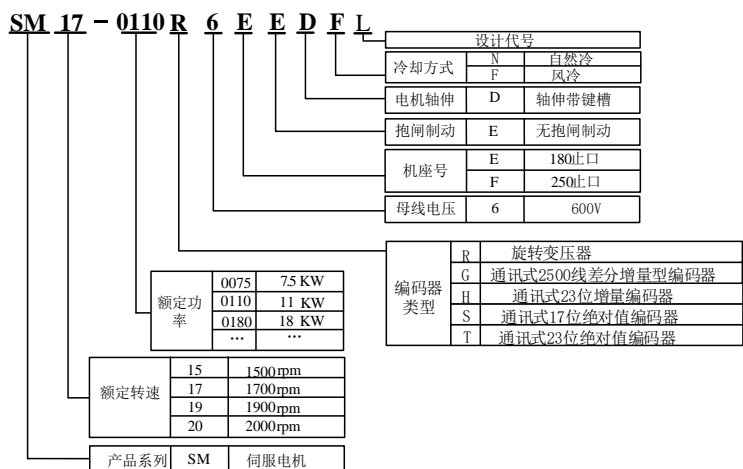 SM 17 - 0110 R 6 E E D F L
设计代号
冷却方式 N 自然冷
F 风冷
电机轴伸 D 轴伸带键槽
抱闸制动 E 无抱闸制动
机座号 E 180止口
F 250止口
母线电压 6 600V
编码器类型 R 旋转变压器
G 通讯式2500线差分增量型编码器
H 通讯式23位增量编码器
S 通讯式17位绝对值编码器
T 通讯式23位绝对值编码器
额定功率 0075 7.5 KW
0110 11 KW
0180 18 KW
… …
额定转速 15 1500rpm
17 1700rpm
19 1900rpm
20 2000rpm
产品系列 SM 伺服电机